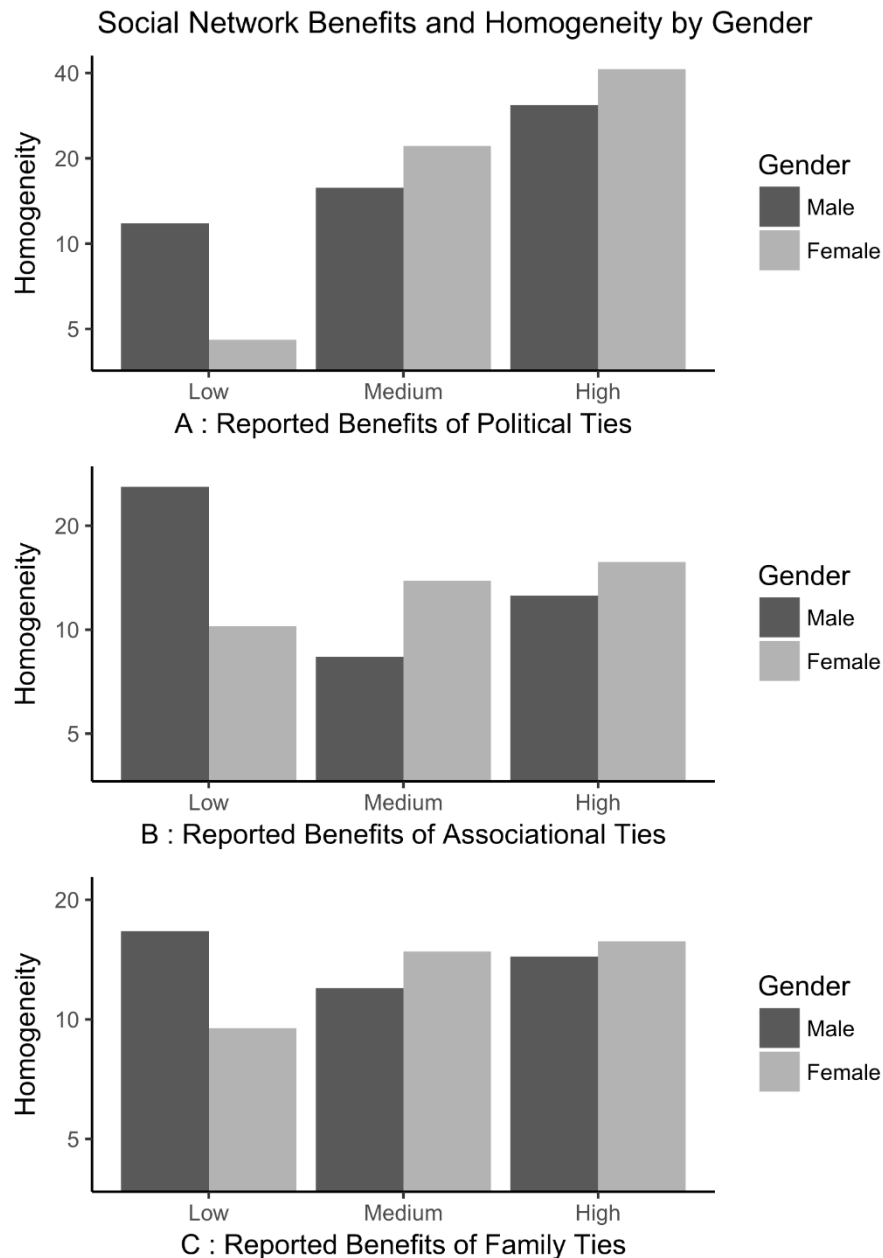 Social Network Benefits and Homogeneity by Gender
Homogeneity
40
20
10
5
Low Medium High
A : Reported Benefits of Political Ties
Gender
Male
Female
Homogeneity
20
10
5
Low Medium High
B : Reported Benefits of Associational Ties
Gender
Male
Female
Homogeneity
20
10
5
Low Medium High
C : Reported Benefits of Family Ties
Gender
Male
Female